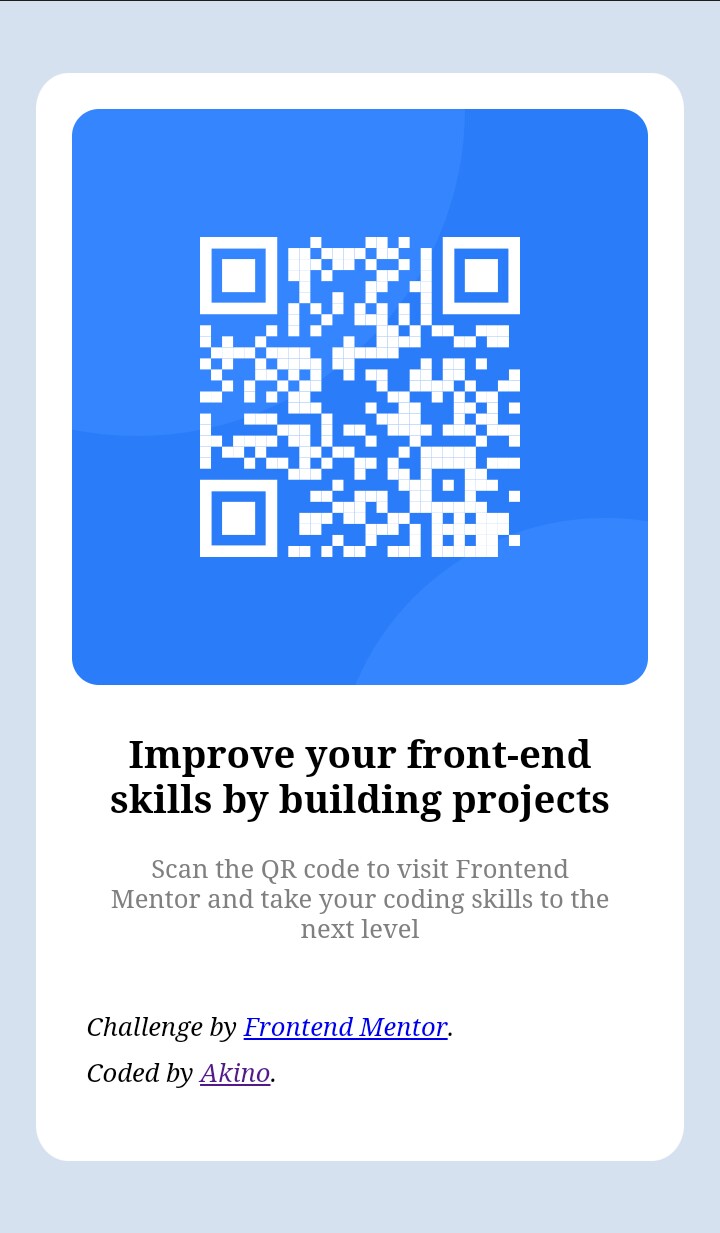 Improve your front-end
skills by building projects
Scan the QR code to visit Frontend
Mentor and take your coding skills to the
next level
Challenge by Frontend Mentor.
Coded by Akino.